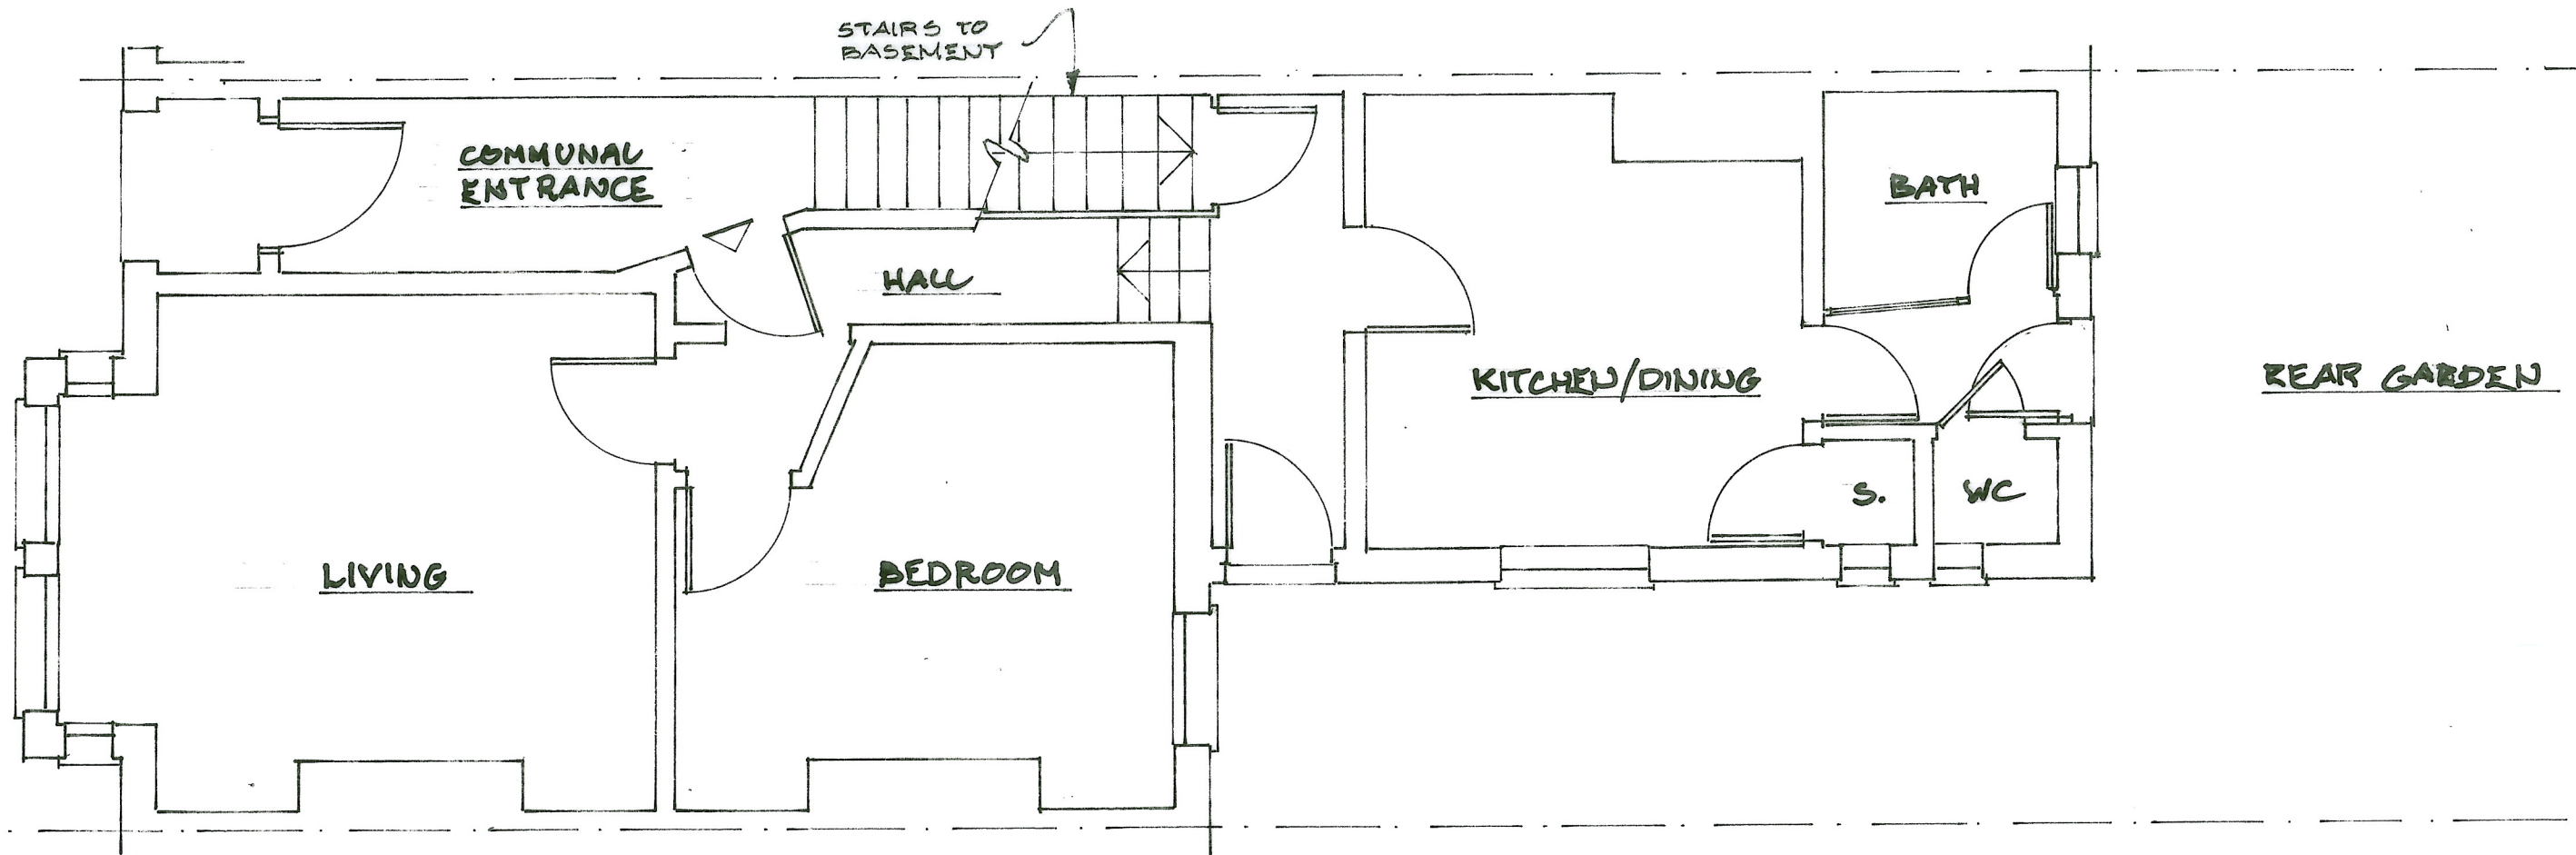 STAIRS TO
BASEMENT
COMMUNAL
ENTRANCE
HALL
BATH
KITCHEN/DINING
REAR GARDEN
S.
WC
LIVING
BEDROOM